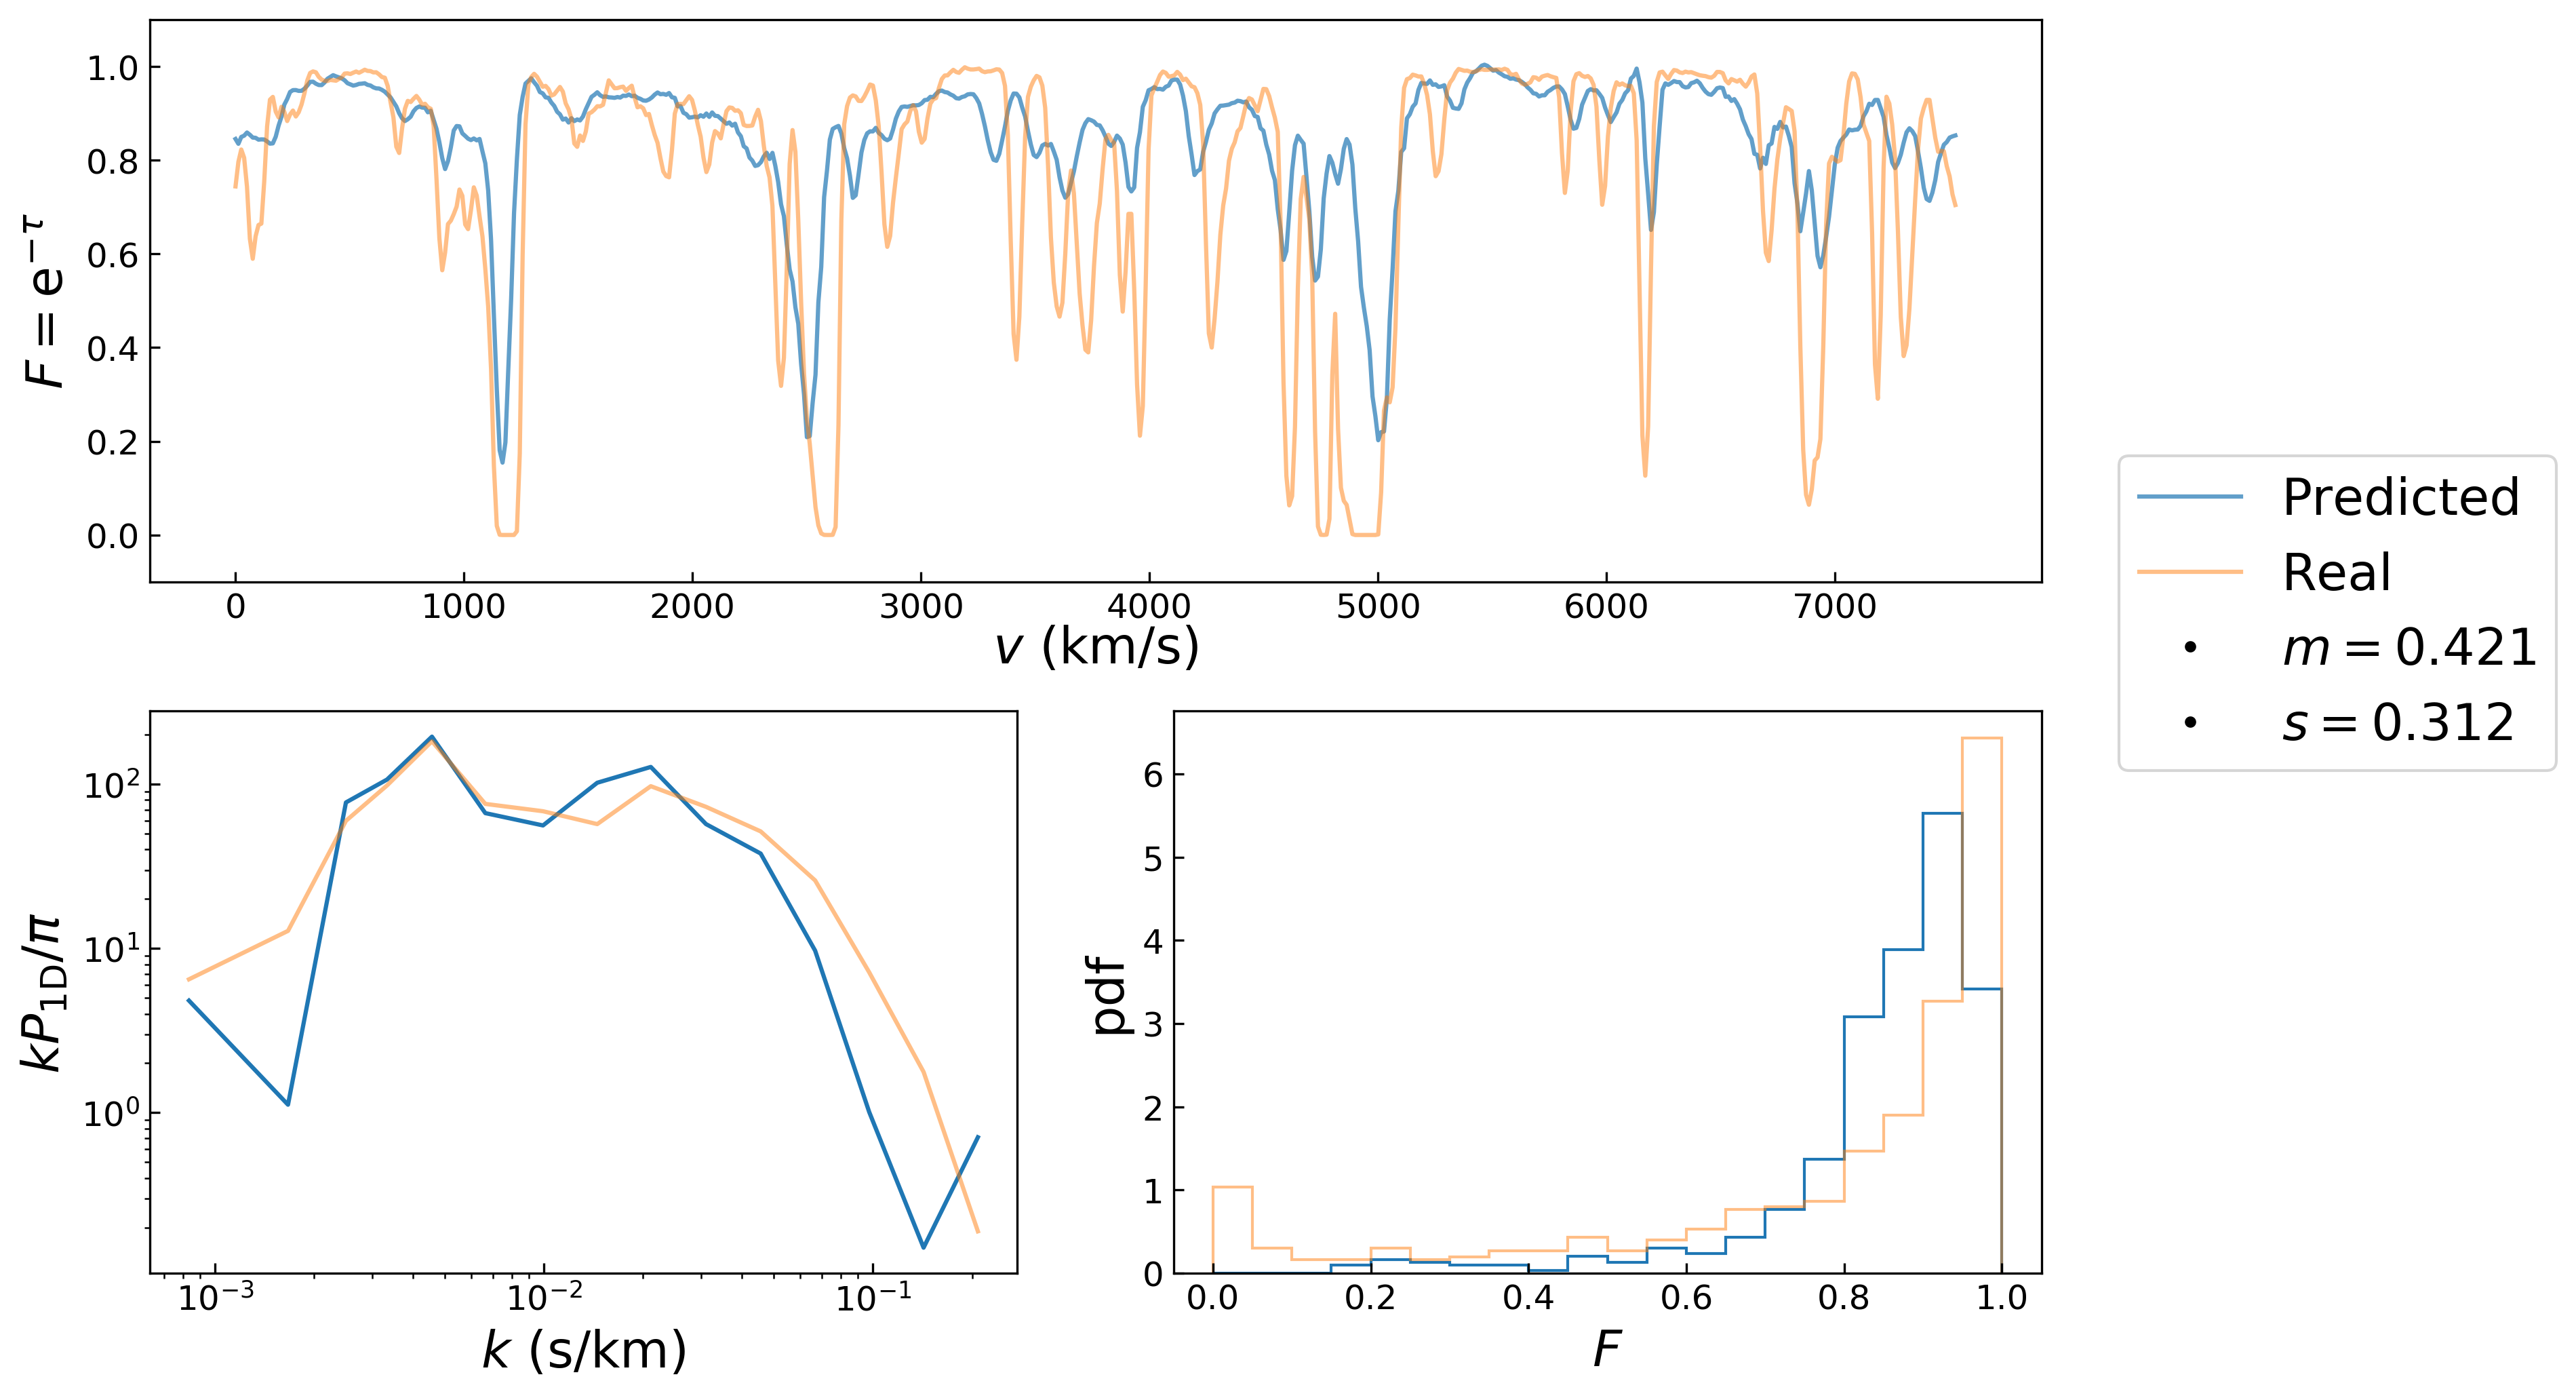 F = e^{-τ}
1.0
0.8
0.6
0.4
0.2
0.0
0 1000 2000 3000 4000 5000 6000 7000
v (km/s)
Predicted
Real
m = 0.421
s = 0.312
kP_{1D}/π
10^2
10^1
10^0
10^{-3} 10^{-2} 10^{-1}
k (s/km)
pdf
6
5
4
3
2
1
0
0.0 0.2 0.4 0.6 0.8 1.0
F